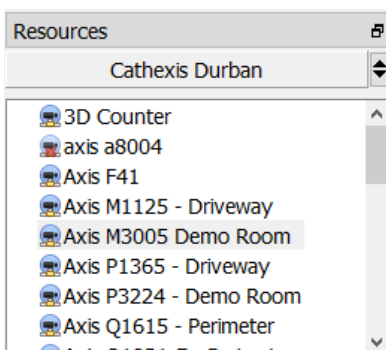 Resources
Cathexis Durban
3D Counter
axis a8004
Axis F41
Axis M1125 - Driveway
Axis M3005 Demo Room
Axis P1365 - Driveway
Axis P3224 - Demo Room
Axis Q1615 - Perimeter